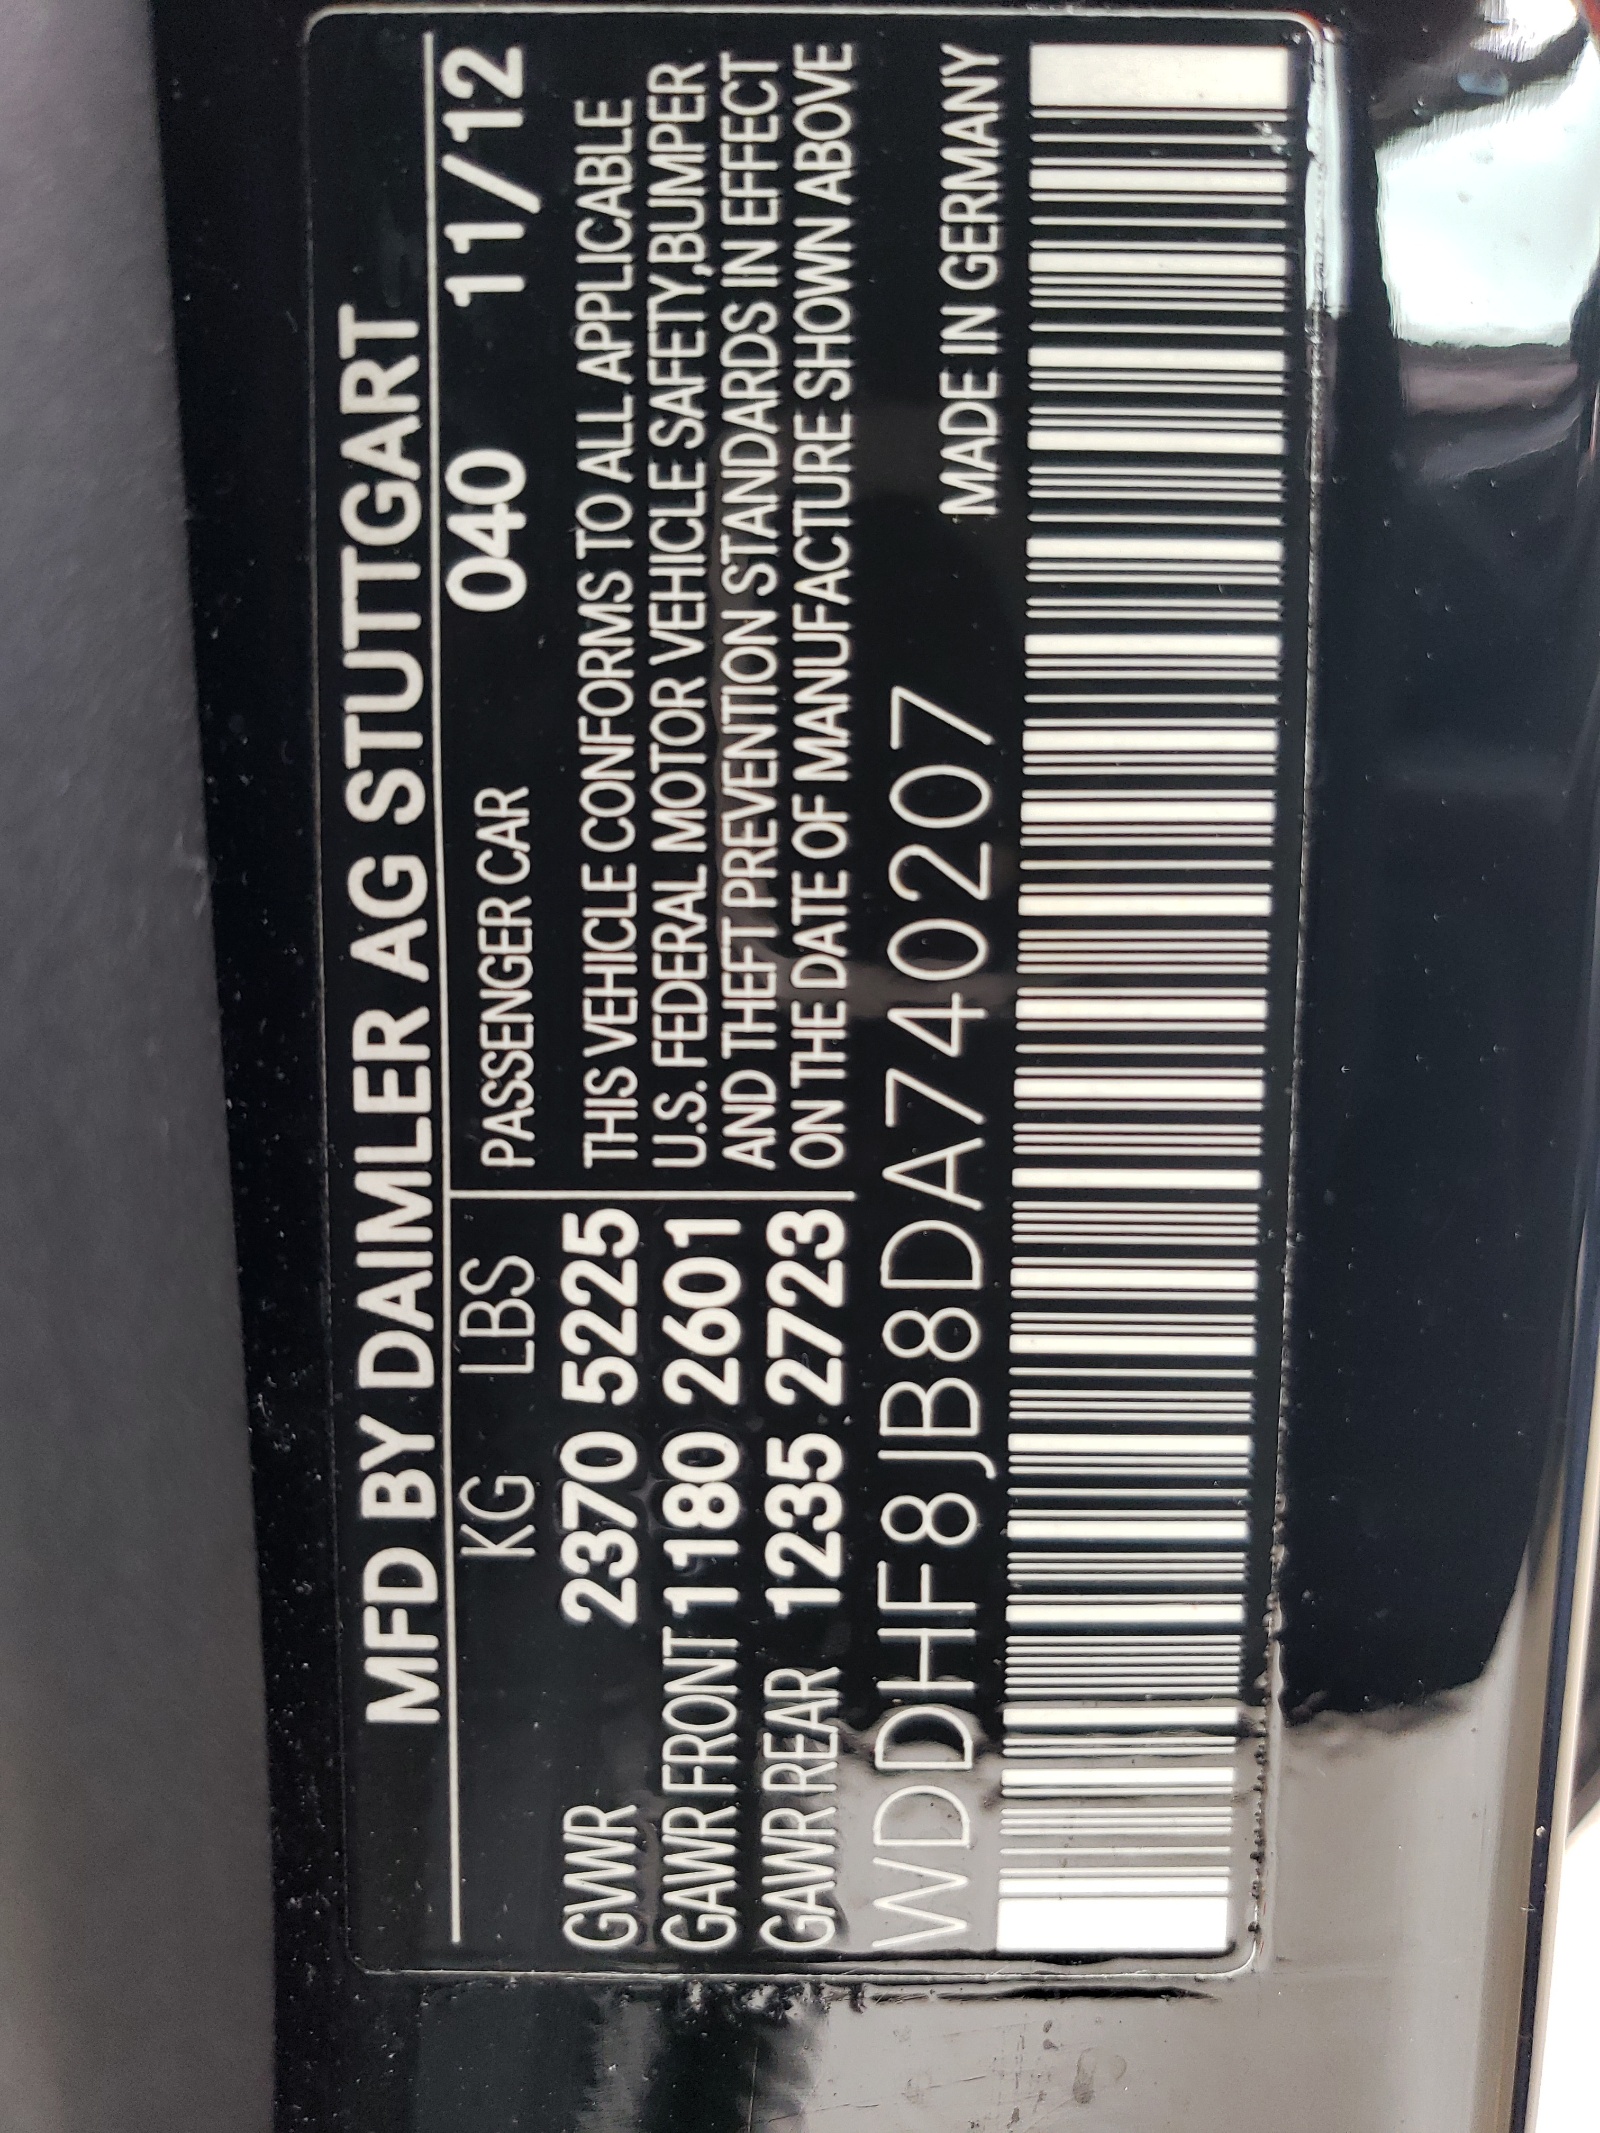 MFD BY DAIMLER AG STUTTGART
KG LBS PASSENGER CAR 040 11/12
GVWR 2370 5225 THIS VEHICLE CONFORMS TO ALL APPLICABLE
GAWR FRONT 1180 2601 U.S. FEDERAL MOTOR VEHICLE SAFETY,BUMPER
AND THEFT PREVENTION STANDARDS IN EFFECT
GAWR REAR 1235 2723 ON THE DATE OF MANUFACTURE SHOWN ABOVE
WDDHF8JB8DA740207 MADE IN GERMANY